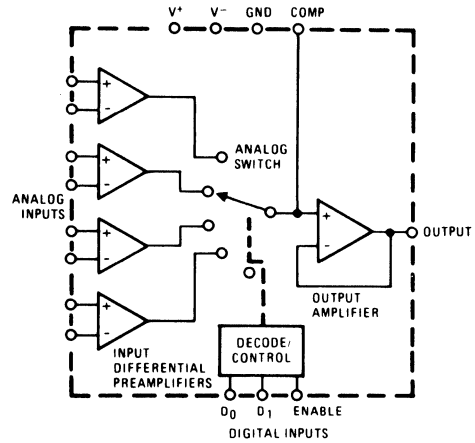 V+ V− GND COMP
+
-
ANALOG
SWITCH
+
-
ANALOG
INPUTS
+
-
+
-
OUTPUT
+
-
OUTPUT
AMPLIFIER
+
-
INPUT
DIFFERENTIAL
PREAMPLIFIERS
DECODE/
CONTROL
D0 D1 ENABLE
DIGITAL INPUTS